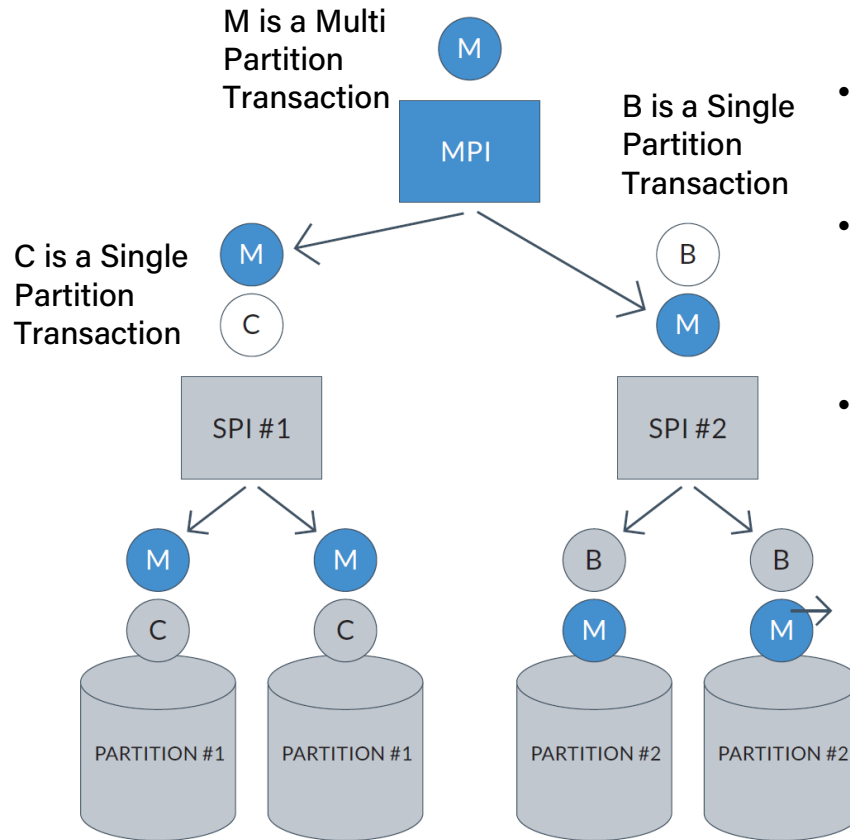 M is a Multi
Partition
Transaction
M
MPI
B is a Single
Partition
Transaction
C is a Single
Partition
Transaction
M
C
B
M
SPI #1
SPI #2
M
M
B
B
C
C
M
M
PARTITION #1
PARTITION #1
PARTITION #2
PARTITION #2